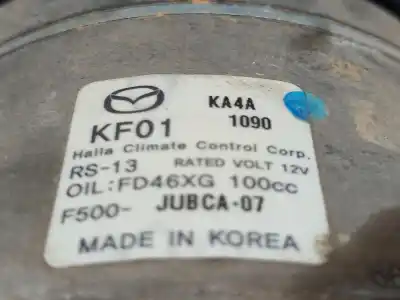 KA4A
KF01 1090
Halla Climate Control Corp.
RS-13 RATED VOLT 12V
OIL:FD46XG 100cc
F500- JUBCA-07
MADE IN KOREA